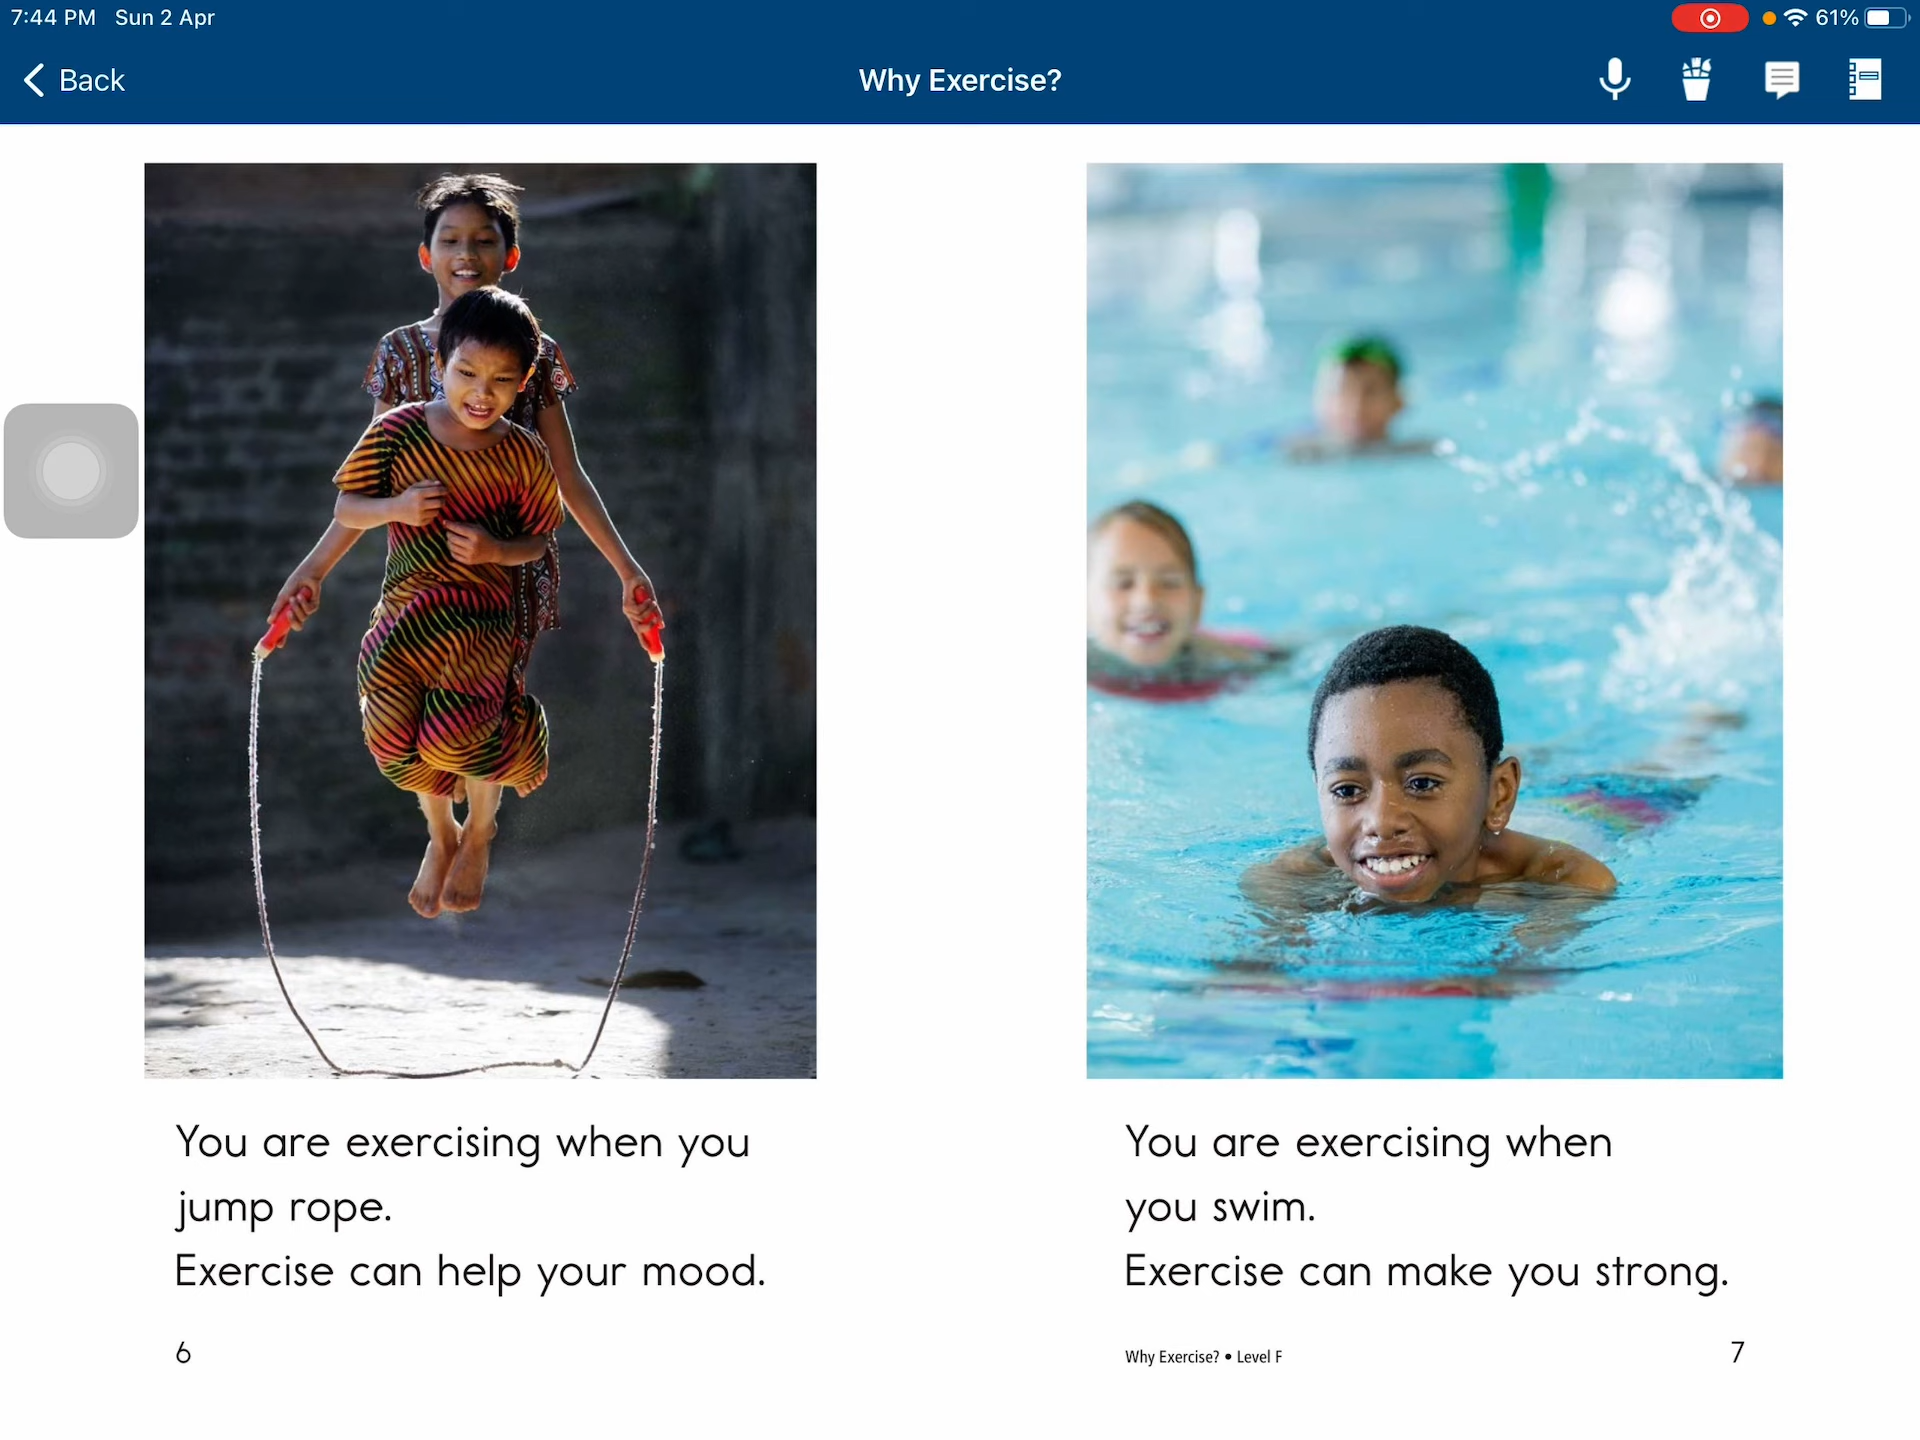 7:44 PM Sun 2 Apr
61%
Back
Why Exercise?
You are exercising when you
jump rope.
Exercise can help your mood.
6
You are exercising when
you swim.
Exercise can make you strong.
Why Exercise? • Level F
7